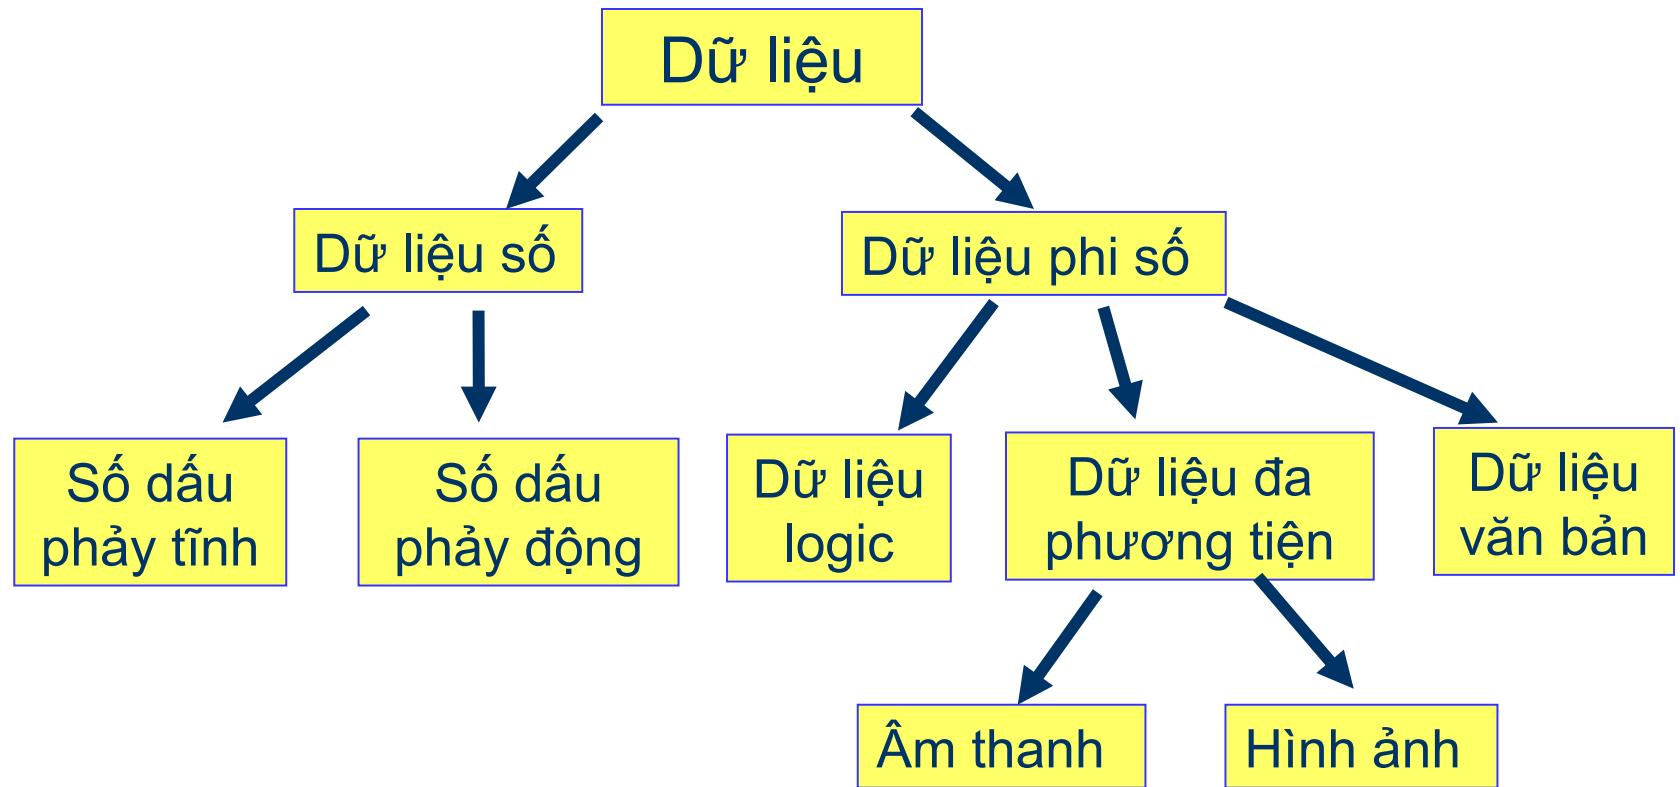 Dữ liệu
Dữ liệu số
Dữ liệu phi số
Số dấu
phảy tĩnh
Số dấu
phảy động
Dữ liệu
logic
Dữ liệu đa
phương tiện
Dữ liệu
văn bản
Âm thanh
Hình ảnh